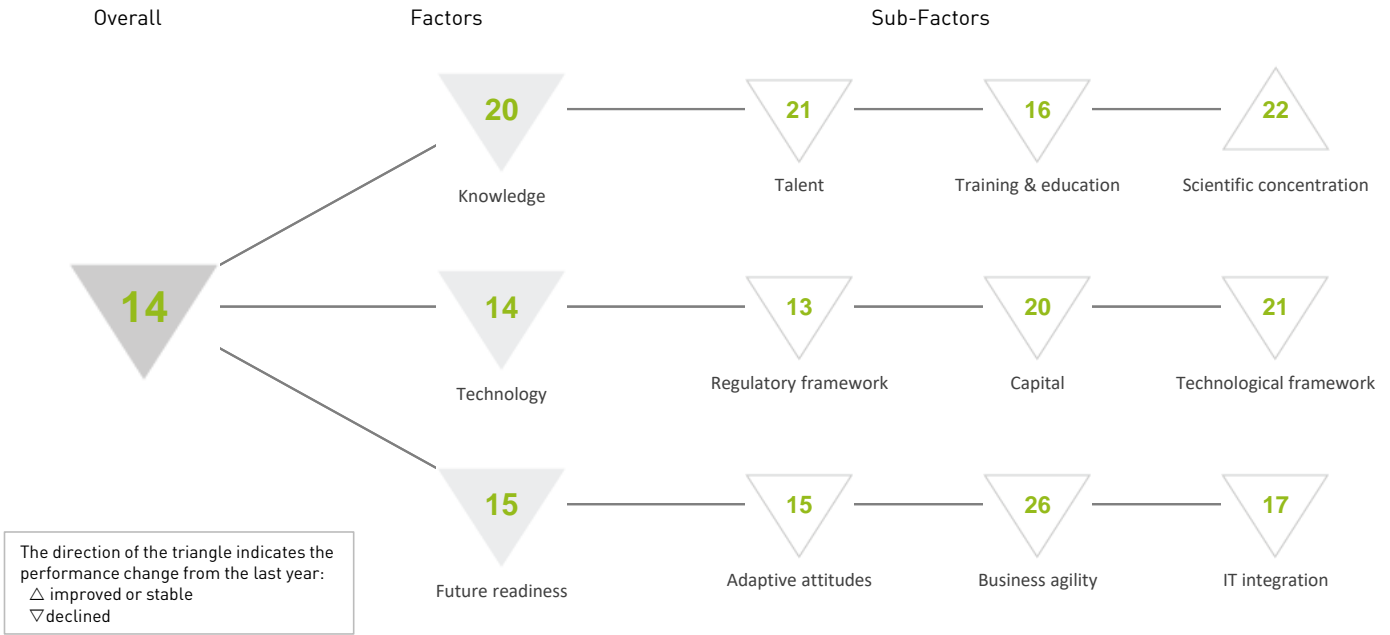 Overall Factors Sub-Factors
20 21 16 22
Knowledge Talent Training & education Scientific concentration
14 14 13 20 21
Technology Regulatory framework Capital Technological framework
15 15 26 17
Future readiness Adaptive attitudes Business agility IT integration
The direction of the triangle indicates the
performance change from the last year:
△ improved or stable
▽declined